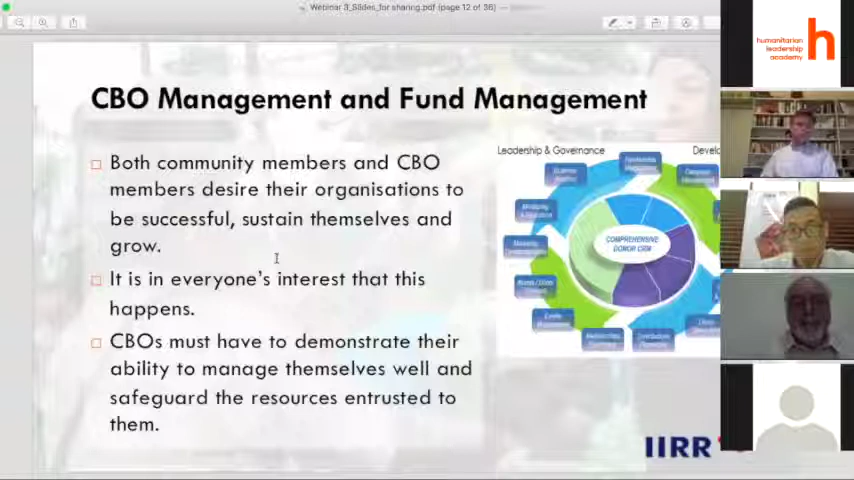 Webinar 3_Slides_for sharing.pdf (page 12 of 36)
humanitarian
leadership
academy
h
CBO Management and Fund Management
Both community members and CBO
members desire their organisations to
be successful, sustain themselves and
grow.
It is in everyone's interest that this
happens.
CBOs must have to demonstrate their
ability to manage themselves well and
safeguard the resources entrusted to
them.
Leadership & Governance
Develo
COMPREHENSIVE
DONOR CRM
IIRR